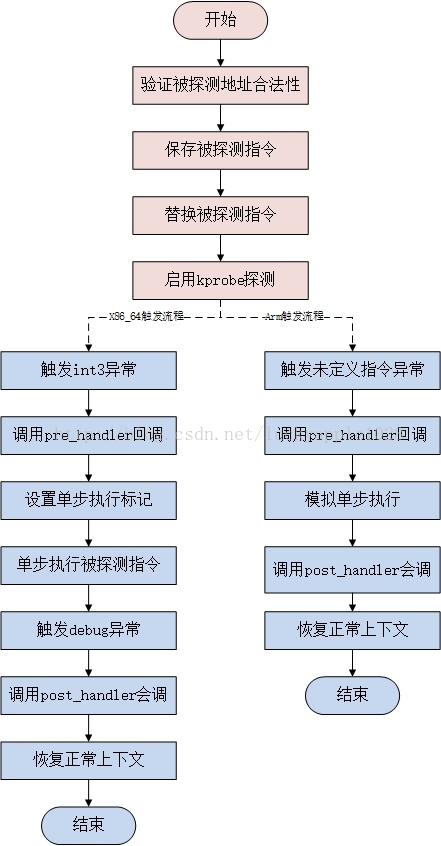 开始
验证被探测地址合法性
保存被探测指令
替换被探测指令
启用kprobe探测
X86_64触发流程
Arm触发流程
触发int3异常
调用pre_handler回调
设置单步执行标记
单步执行被探测指令
触发debug异常
调用post_handler会调
恢复正常上下文
结束
触发未定义指令异常
调用pre_handler回调
模拟单步执行
调用post_handler会调
恢复正常上下文
结束